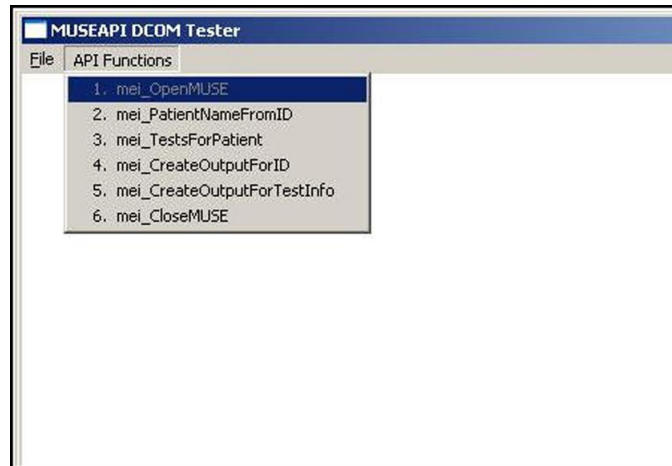 MUSEAPI DCOM Tester
File API Functions
1. mei_OpenMUSE
2. mei_PatientNameFromID
3. mei_TestsForPatient
4. mei_CreateOutputForID
5. mei_CreateOutputForTestInfo
6. mei_CloseMUSE